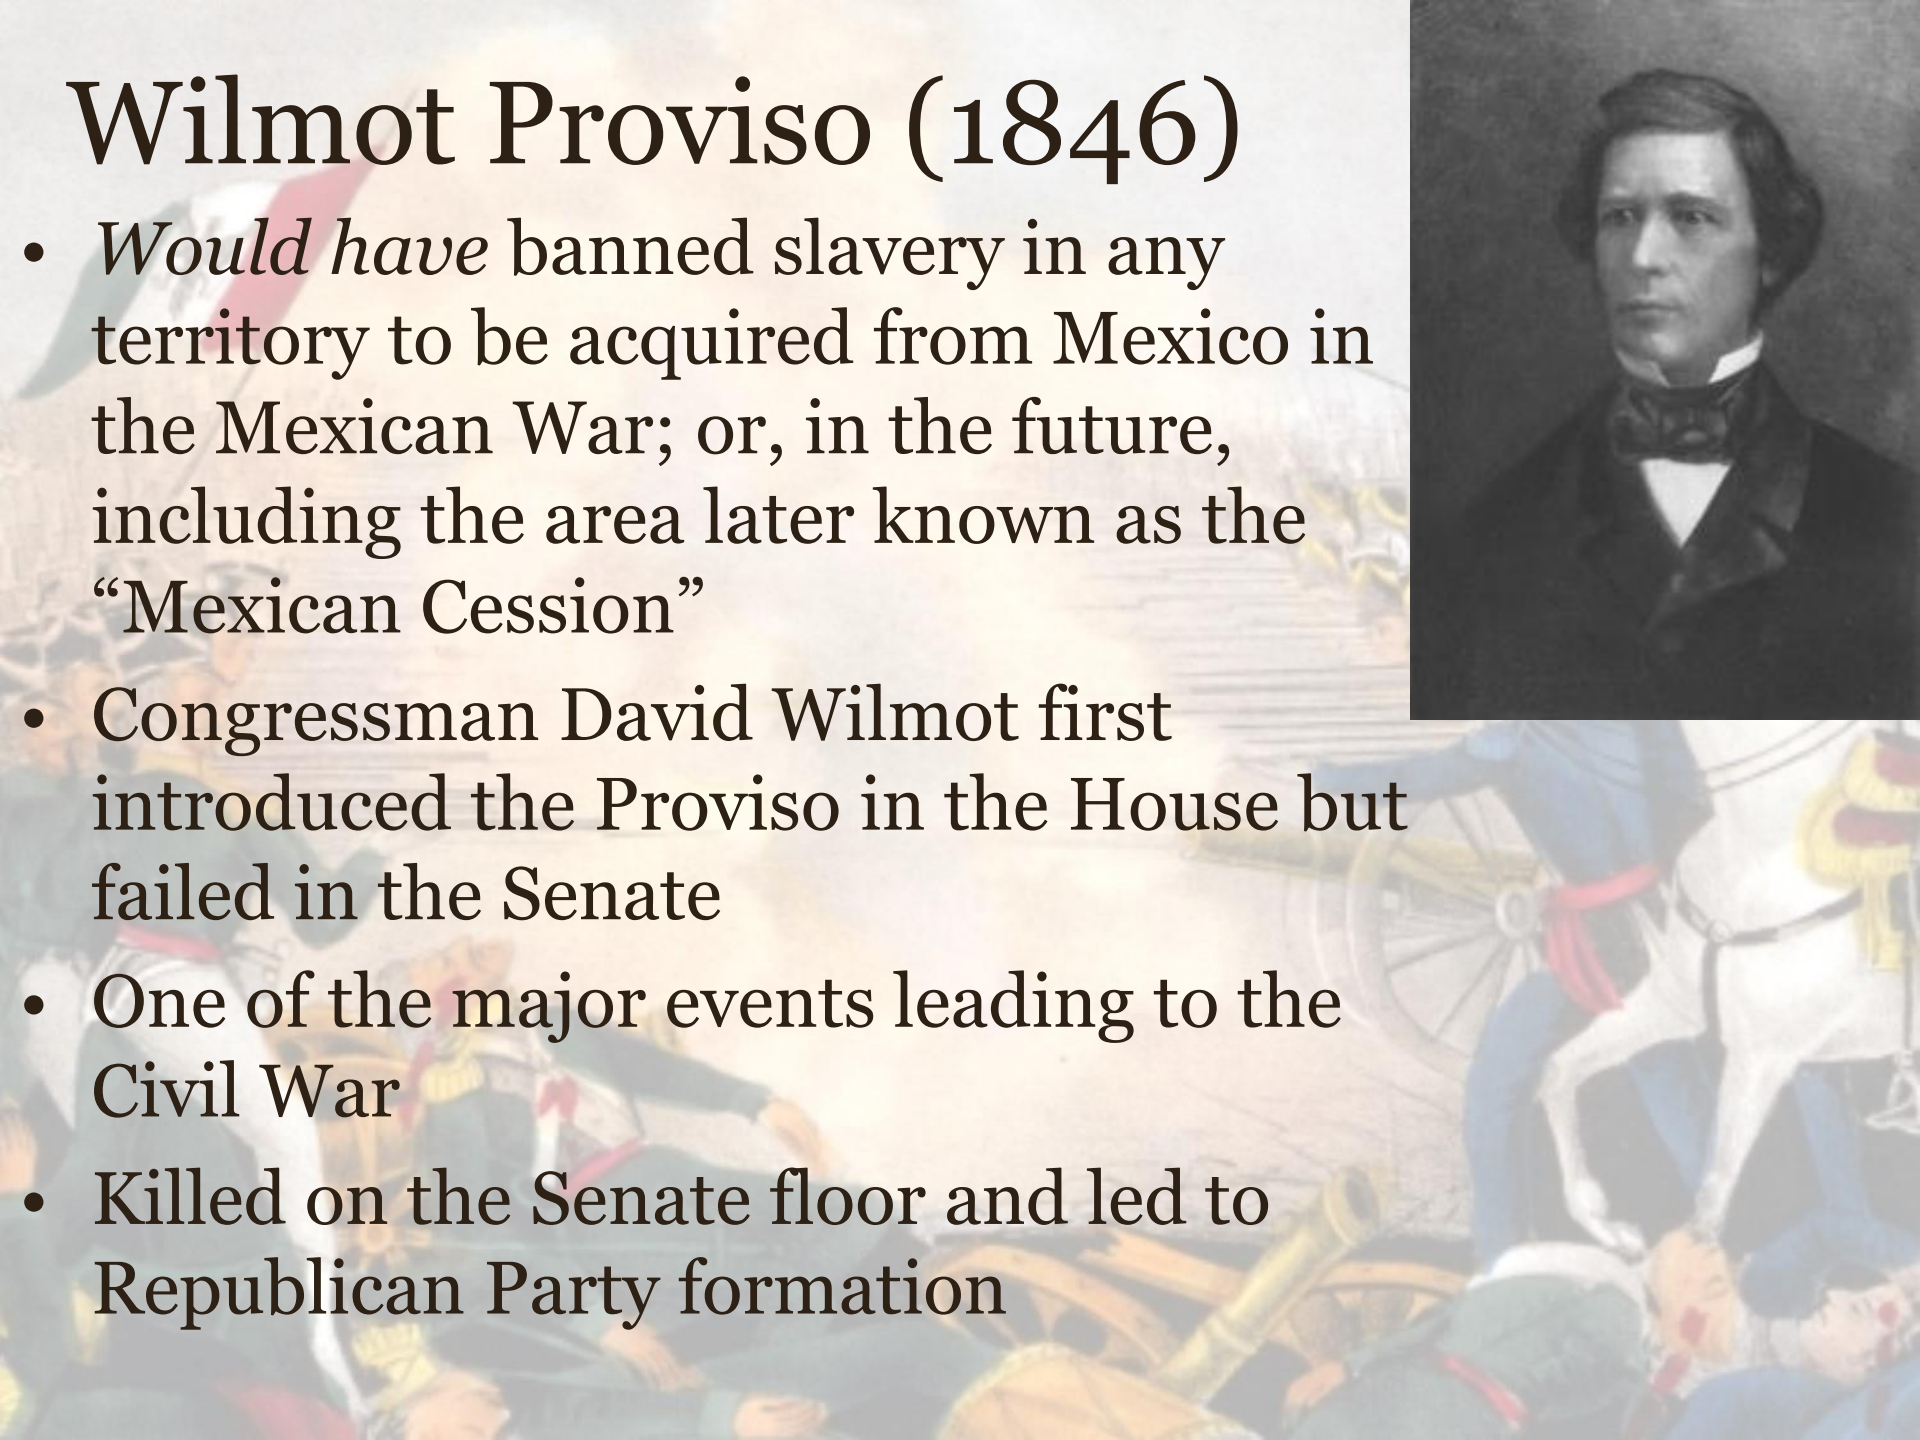 Wilmot Proviso (1846)
• Would have banned slavery in any
territory to be acquired from Mexico in
the Mexican War; or, in the future,
including the area later known as the
“Mexican Cession”
• Congressman David Wilmot first
introduced the Proviso in the House but
failed in the Senate
• One of the major events leading to the
Civil War
• Killed on the Senate floor and led to
Republican Party formation